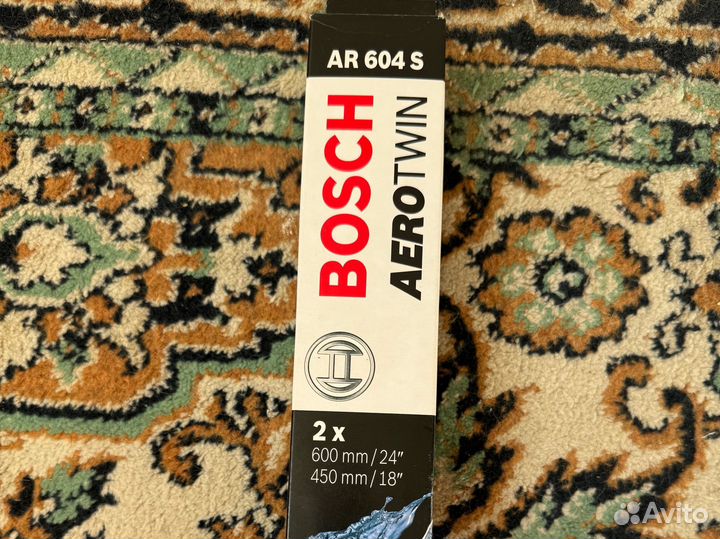 AR 604 S
BOSCH
AEROTWIN
2 x
600 mm/24″
450 mm/18″
Avito